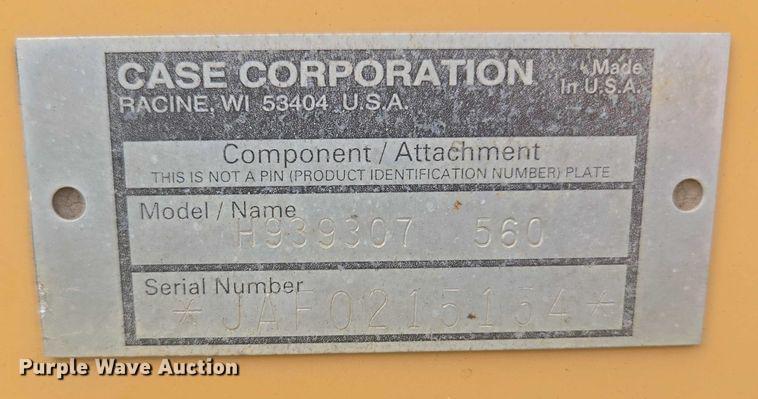 CASE CORPORATION
RACINE, WI 53404 U.S.A.
Made
In U.S.A.
Component / Attachment
THIS IS NOT A PIN (PRODUCT IDENTIFICATION NUMBER) PLATE
Model / Name
H939307 560
Serial Number
*JAF0215154*
Purple Wave Auction